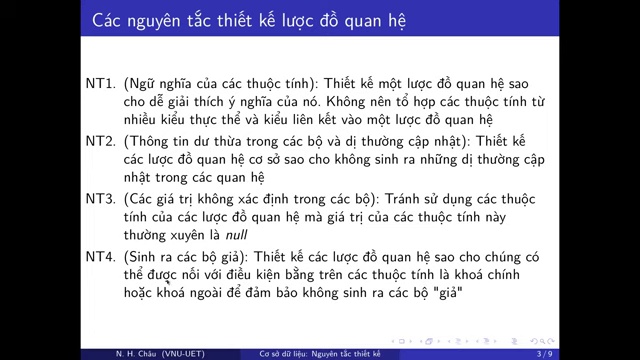 Các nguyên tắc thiết kế lược đồ quan hệ
NT1. (Ngữ nghĩa của các thuộc tính): Thiết kế một lược đồ quan hệ sao
cho dễ giải thích ý nghĩa của nó. Không nên tổ hợp các thuộc tính từ
nhiều kiểu thực thể và kiểu liên kết vào một lược đồ quan hệ
NT2. (Thông tin dư thừa trong các bộ và dị thường cập nhật): Thiết kế
các lược đồ quan hệ cơ sở sao cho không sinh ra những dị thường cập
nhật trong các quan hệ
NT3. (Các giá trị không xác định trong các bộ): Tránh sử dụng các thuộc
tính của các lược đồ quan hệ mà giá trị của các thuộc tính này
thường xuyên là null
NT4. (Sinh ra các bộ giả): Thiết kế các lược đồ quan hệ sao cho chúng có
thể được nối với điều kiện bằng trên các thuộc tính là khoá chính
hoặc khoá ngoài để đảm bảo không sinh ra các bộ "giả"
N. H. Châu (VNU-UET) Cơ sở dữ liệu: Nguyên tắc thiết kế 3 / 9